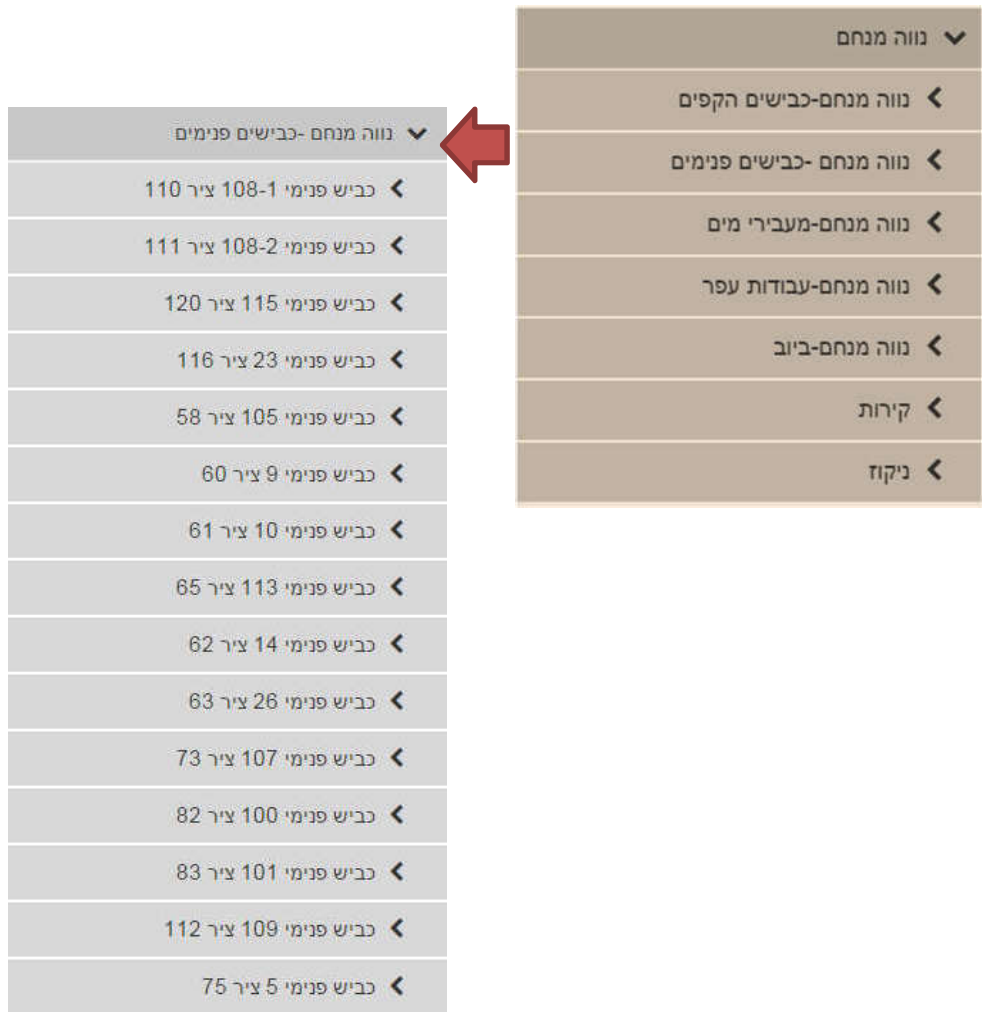 נווה מנחם
נווה מנחם-כבישים הקפים
נווה מנחם -כבישים פנימים
נווה מנחם-מעבירי מים
נווה מנחם-עבודות עפר
נווה מנחם-ביוב
קירות
ניקוז
נווה מנחם -כבישים פנימים
כביש פנימי 108-1 ציר 110
כביש פנימי 108-2 ציר 111
כביש פנימי 115 ציר 120
כביש פנימי 23 ציר 116
כביש פנימי 105 ציר 58
כביש פנימי 9 ציר 60
כביש פנימי 10 ציר 61
כביש פנימי 113 ציר 65
כביש פנימי 14 ציר 62
כביש פנימי 26 ציר 63
כביש פנימי 107 ציר 73
כביש פנימי 100 ציר 82
כביש פנימי 101 ציר 83
כביש פנימי 109 ציר 112
כביש פנימי 5 ציר 75